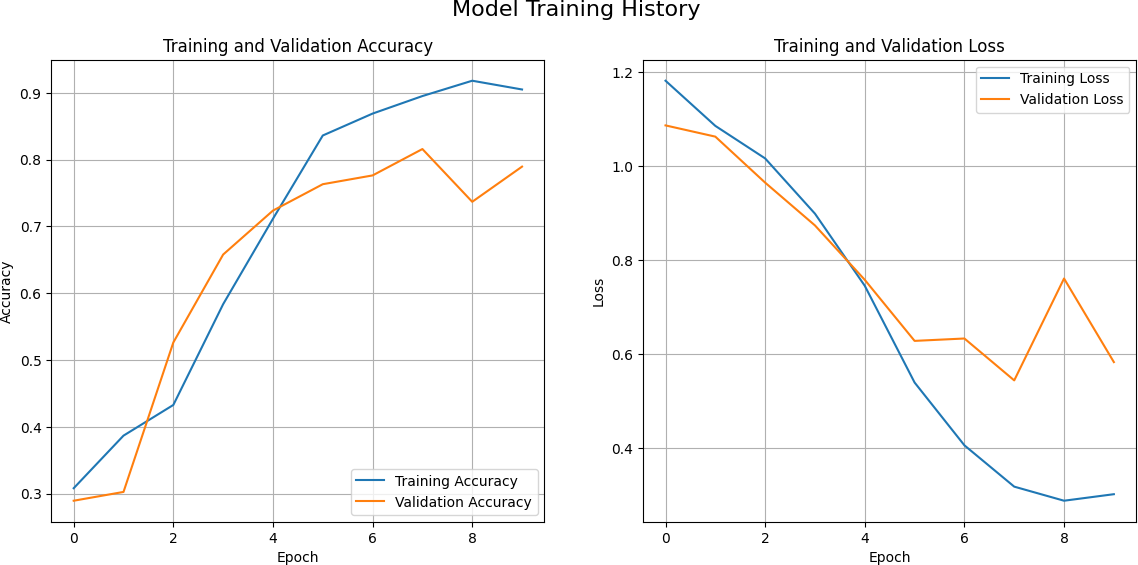 Model Training History
Training and Validation Accuracy
0.9
0.8
0.7
0.6
0.5
0.4
0.3
Accuracy
0 2 4 6 8
Epoch
Training Accuracy
Validation Accuracy
Training and Validation Loss
1.2
1.0
0.8
0.6
0.4
Loss
0 2 4 6 8
Epoch
Training Loss
Validation Loss